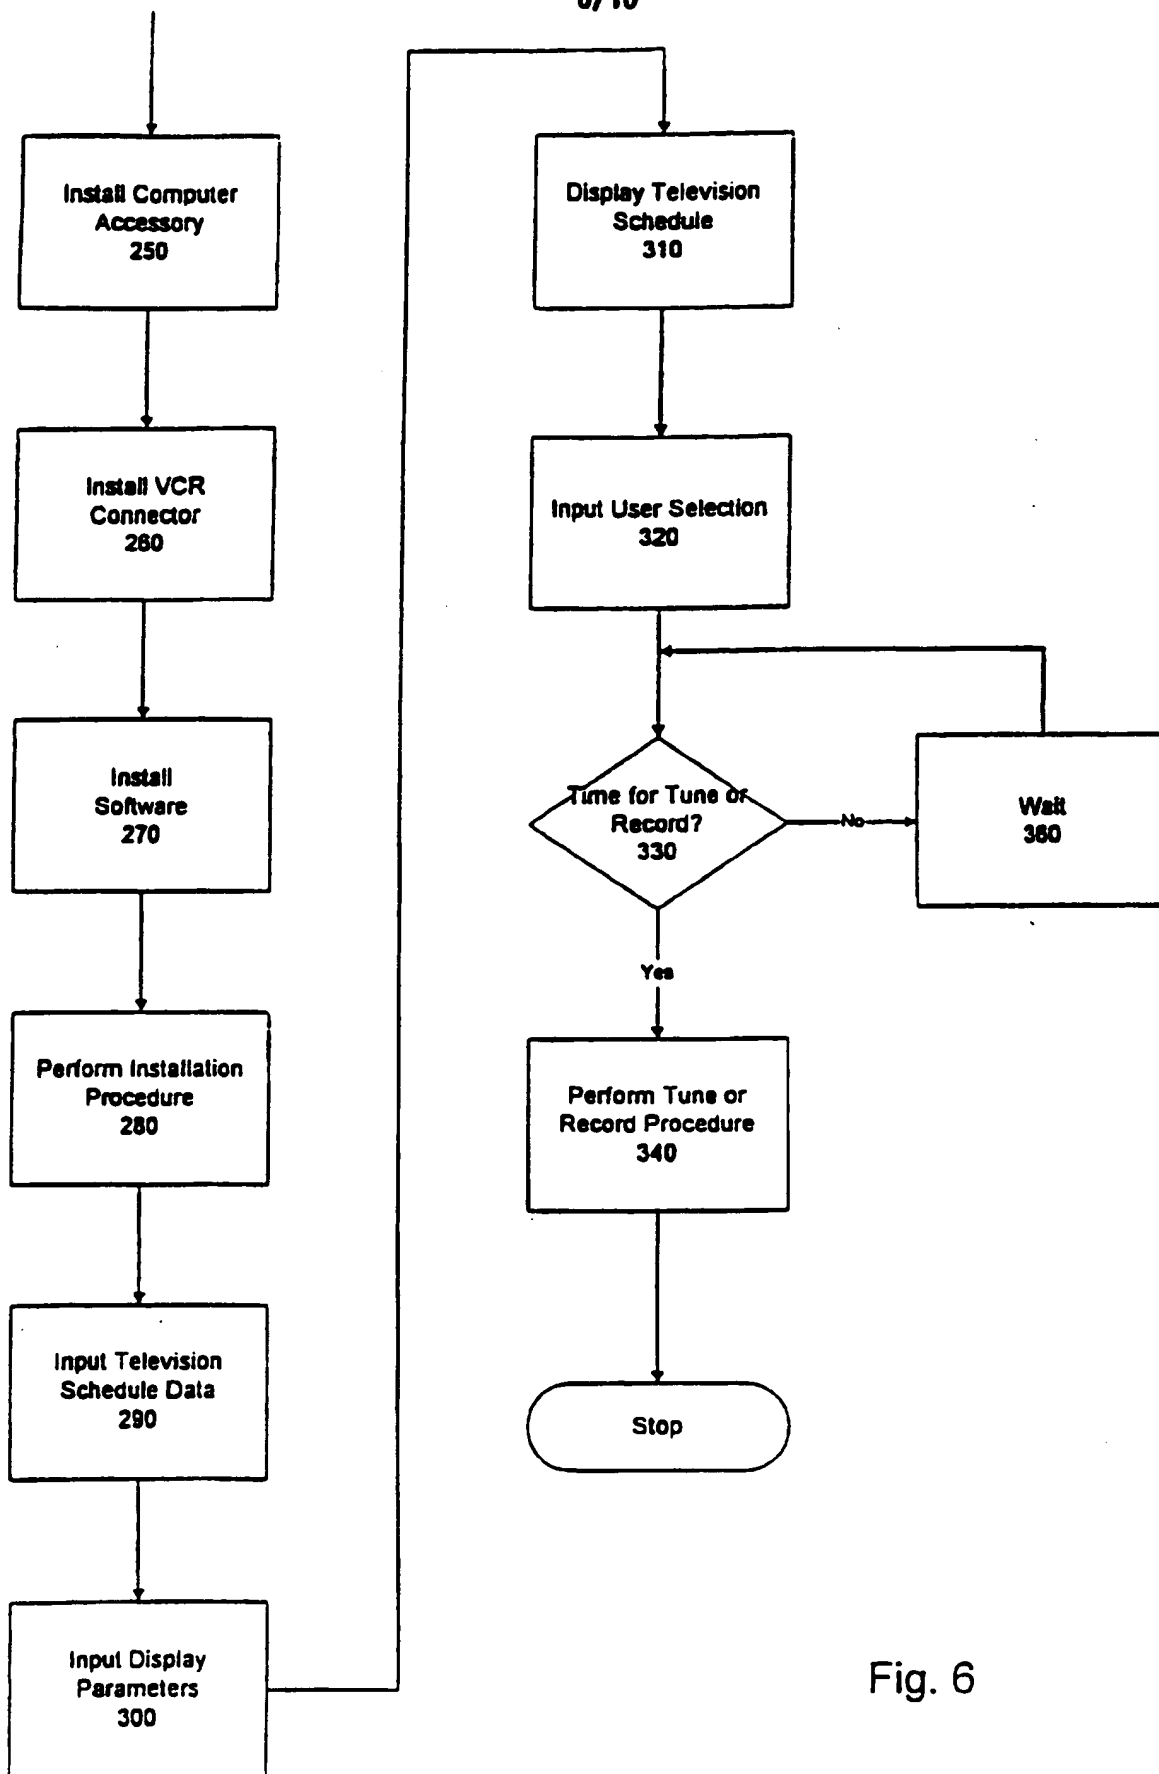 Install Computer
Accessory
250
Install VCR
Connector
260
Install
Software
270
Perform Installation
Procedure
280
Input Television
Schedule Data
290
Input Display
Parameters
300
Display Television
Schedule
310
Input User Selection
320
Time for Tune or
Record?
330
No
Wait
360
Yes
Perform Tune or
Record Procedure
340
Stop
Fig. 6